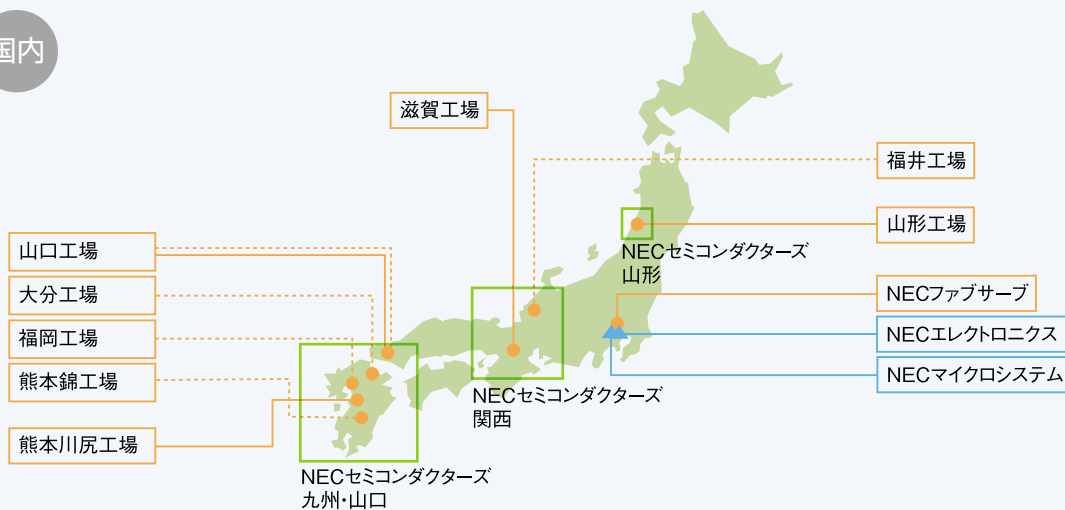 国内
滋賀工場
福井工場
山形工場
NECセミコンダクターズ
山形
山口工場
大分工場
福岡工場
熊本錦工場
熊本川尻工場
NECファブサーブ
NECエレクトロニクス
NECマイクロシステム
NECセミコンダクターズ
関西
NECセミコンダクターズ
九州・山口